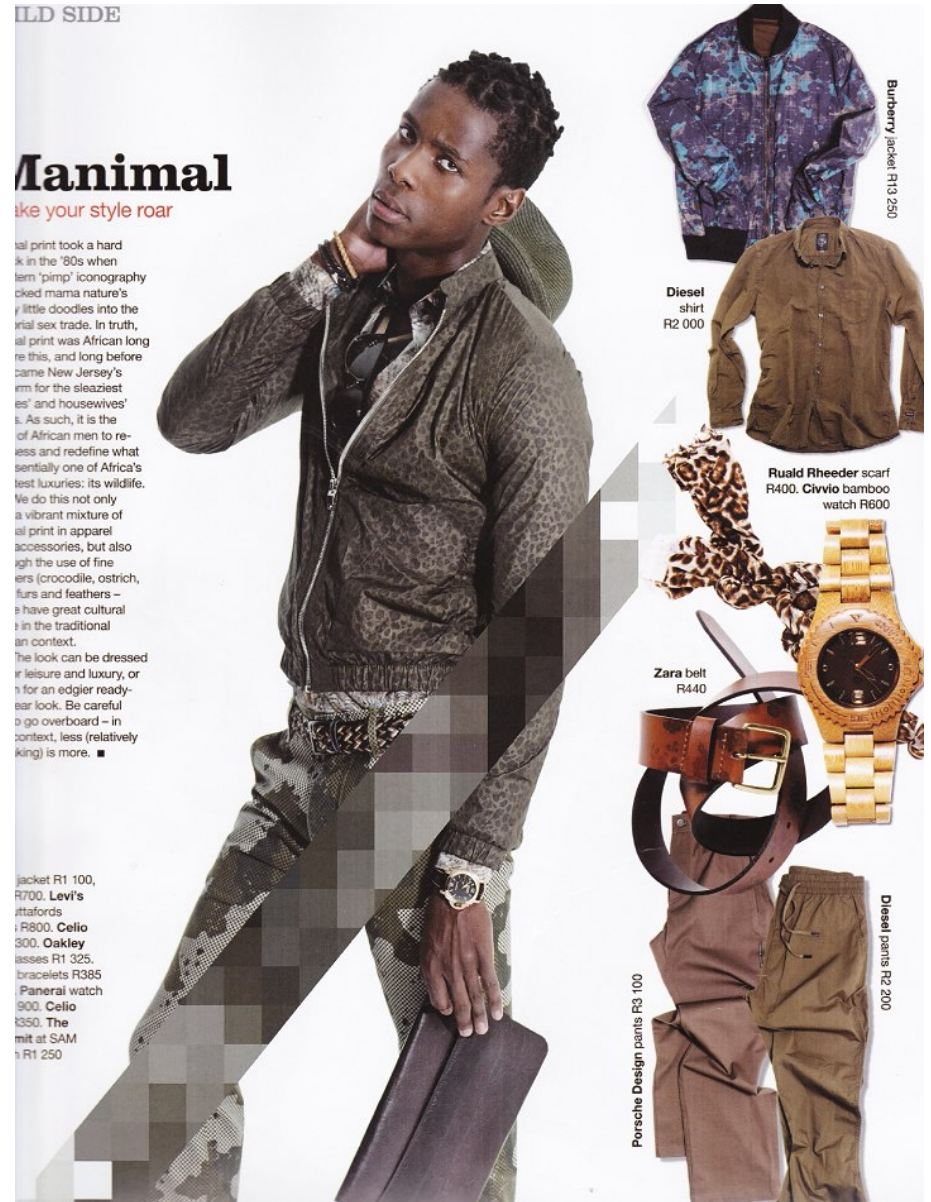 ILD SIDE
Manimal
ake your style roar
al print took a hard
k in the '80s when
tern 'pimp' iconography
cked mama nature's
y little doodles into the
rial sex trade. In truth,
al print was African long
re this, and long before
came New Jersey's
rm for the sleaziest
es' and housewives'
s. As such, it is the
of African men to re-
ess and redefine what
sentially one of Africa's
test luxuries: its wildlife.
We do this not only
a vibrant mixture of
al print in apparel
accessories, but also
ugh the use of fine
ers (crocodile, ostrich,
furs and feathers –
e have great cultural
e in the traditional
an context.
The look can be dressed
r leisure and luxury, or
n for an edgier ready-
ear look. Be careful
o go overboard – in
context, less (relatively
king) is more. ■
jacket R1 100,
R700. Levi's
uttafords
R800. Celio
300. Oakley
asses R1 325.
bracelets R385
. Panerai watch
900. Celio
R350. The
mit at SAM
n R1 250
Burberry jacket R13 250
Diesel
shirt
R2 000
Ruald Rheeder scarf
R400. Civvio bamboo
watch R600
Zara belt
R440
Porsche Design pants R3 100
Diesel pants R2 200